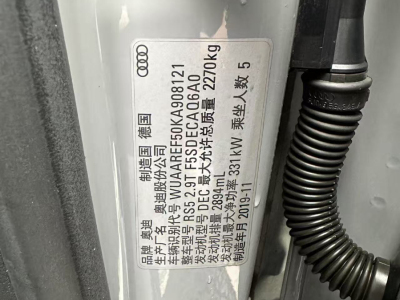 品牌 奥迪 制造国 德国
生产厂名 奥迪股份公司
车辆识别代号 WUAAREF50KA908121
整车型号 RS5 2.9T F5SDECAQ6A0
发动机型号 DEC 最大允许总质量 2270kg
发动机排量 2894mL
发动机最大净功率 331kW 乘坐人数 5
制造年月 2019-11